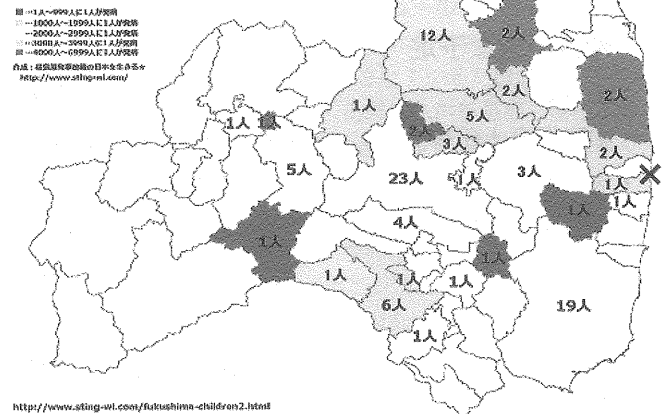 …1人～999人に1人が発病
…1000人～1999人に1人が発病
…2000人～2999人に1人が発病
…3000人～3999人に1人が発病
…4000人～6999人に1人が発病
http://www.sting-wl.com/
12人
2人
2人
2人
1人
5人
1人
1人
2人
3人
2人
5人
23人
1人
3人
1人
1人
1人
4人
1人
1人
1人
1人
1人
6人
19人
1人
http://www.sting-wl.com/fukushima-children2.html